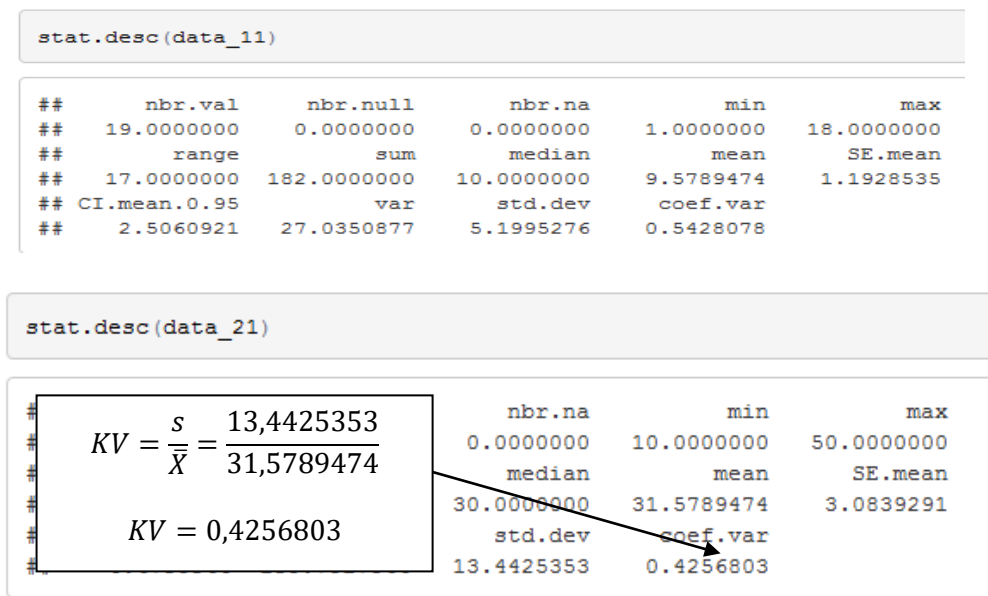 stat.desc(data_11)
## nbr.val nbr.null nbr.na min max
## 19.0000000 0.0000000 0.0000000 1.0000000 18.0000000
## range sum median mean SE.mean
## 17.0000000 182.0000000 10.0000000 9.5789474 1.1928535
## CI.mean.0.95 var std.dev coef.var
## 2.5060921 27.0350877 5.1995276 0.5428078
stat.desc(data_21)
KV = s/X̄ = 13,4425353/31,5789474
KV = 0,4256803
nbr.na min max
0.0000000 10.0000000 50.0000000
median mean SE.mean
30.0000000 31.5789474 3.0839291
std.dev coef.var
13.4425353 0.4256803